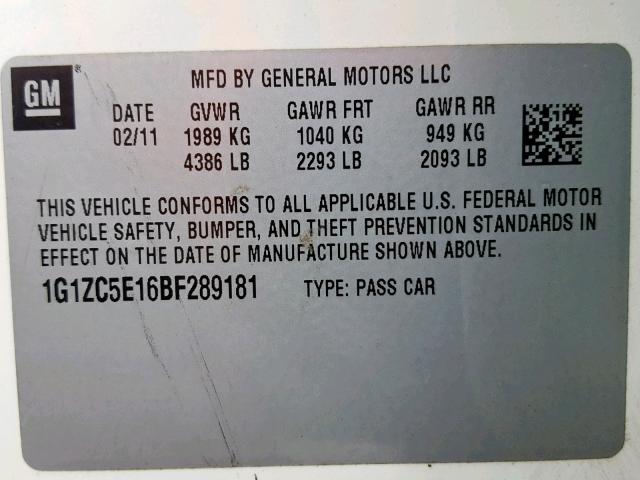 GM ®
MFD BY GENERAL MOTORS LLC
DATE GVWR GAWR FRT GAWR RR
02/11 1989 KG 1040 KG 949 KG
4386 LB 2293 LB 2093 LB
THIS VEHICLE CONFORMS TO ALL APPLICABLE U.S. FEDERAL MOTOR
VEHICLE SAFETY, BUMPER, AND THEFT PREVENTION STANDARDS IN
EFFECT ON THE DATE OF MANUFACTURE SHOWN ABOVE.
1G1ZC5E16BF289181 TYPE: PASS CAR